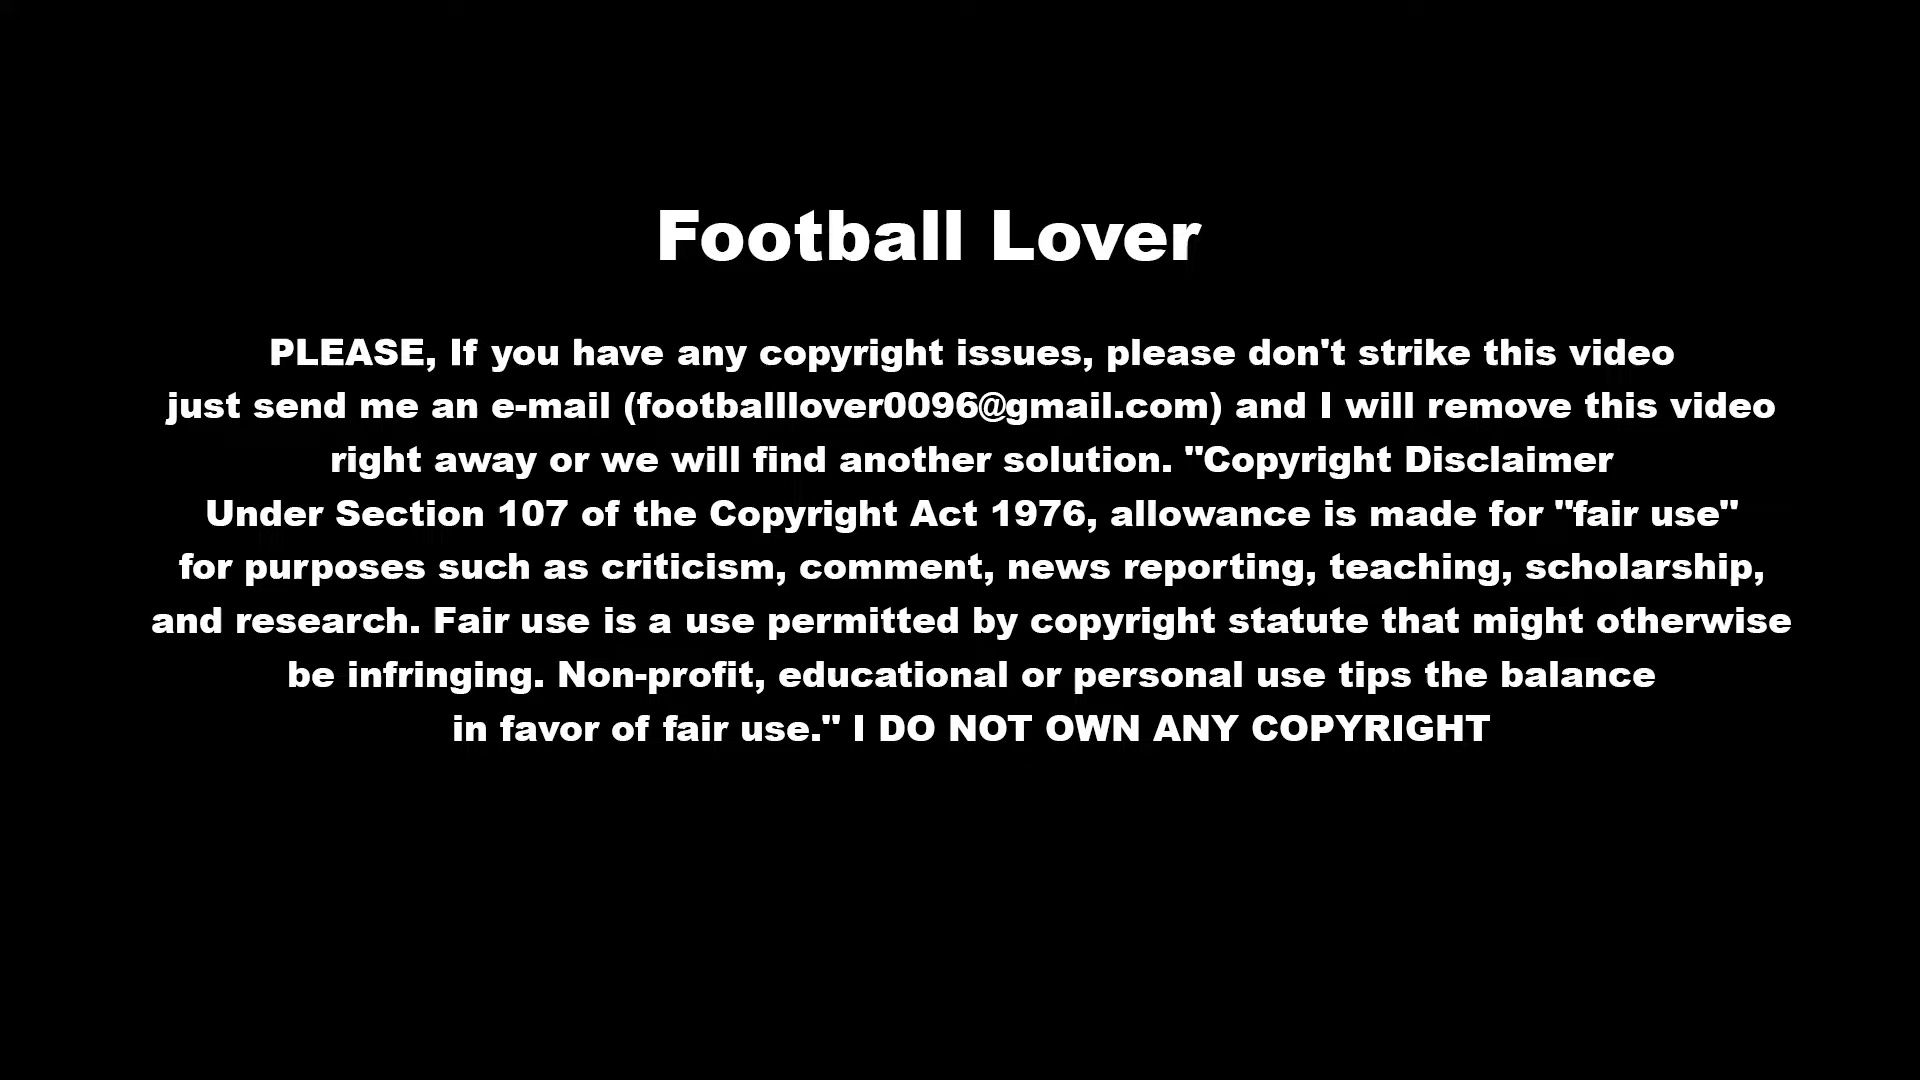 Football Lover
PLEASE, If you have any copyright issues, please don't strike this video
just send me an e-mail (footballlover0096@gmail.com) and I will remove this video
right away or we will find another solution. "Copyright Disclaimer
Under Section 107 of the Copyright Act 1976, allowance is made for "fair use"
for purposes such as criticism, comment, news reporting, teaching, scholarship,
and research. Fair use is a use permitted by copyright statute that might otherwise
be infringing. Non-profit, educational or personal use tips the balance
in favor of fair use." I DO NOT OWN ANY COPYRIGHT